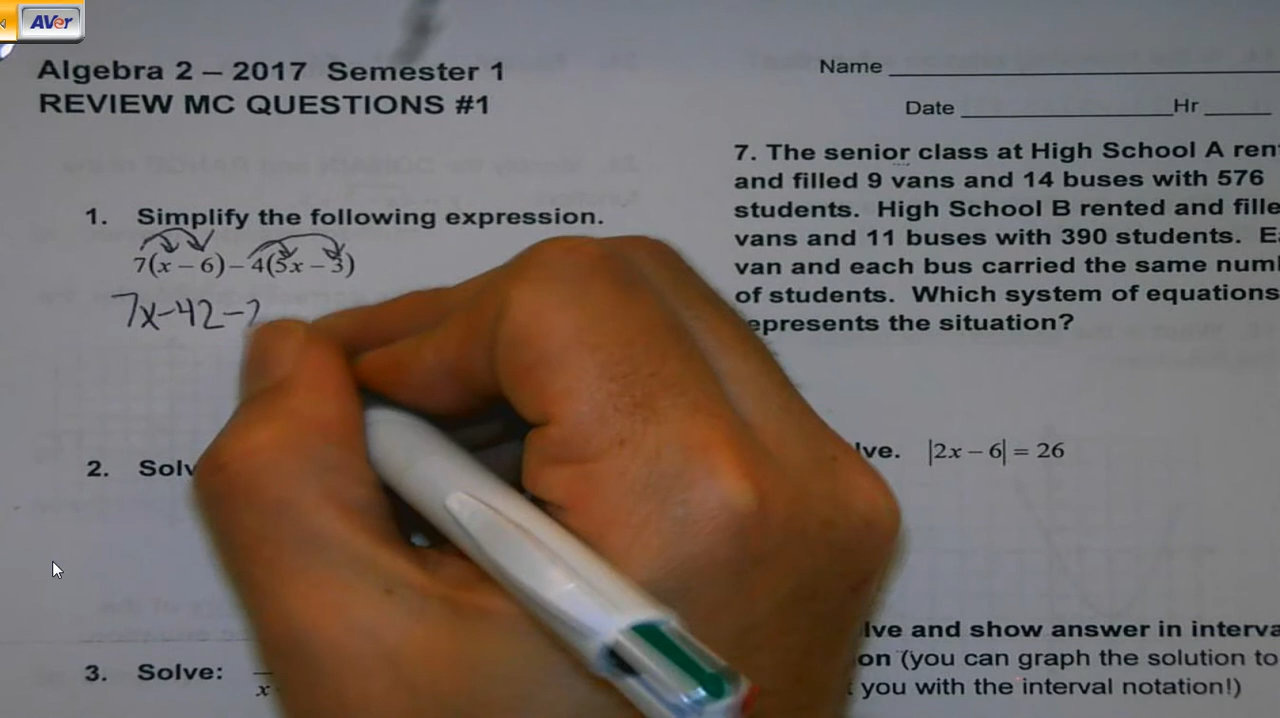 AVer
Algebra 2 – 2017 Semester 1
REVIEW MC QUESTIONS #1
Name
Date Hr
1. Simplify the following expression.
7(x – 6) – 4(5x – 3)
7x-42-2
2. Solv
3. Solve:
x
7. The senior class at High School A ren
and filled 9 vans and 14 buses with 576
students. High School B rented and fille
vans and 11 buses with 390 students. E
van and each bus carried the same num
of students. Which system of equations
epresents the situation?
lve. |2x – 6| = 26
lve and show answer in interva
on (you can graph the solution to
you with the interval notation!)